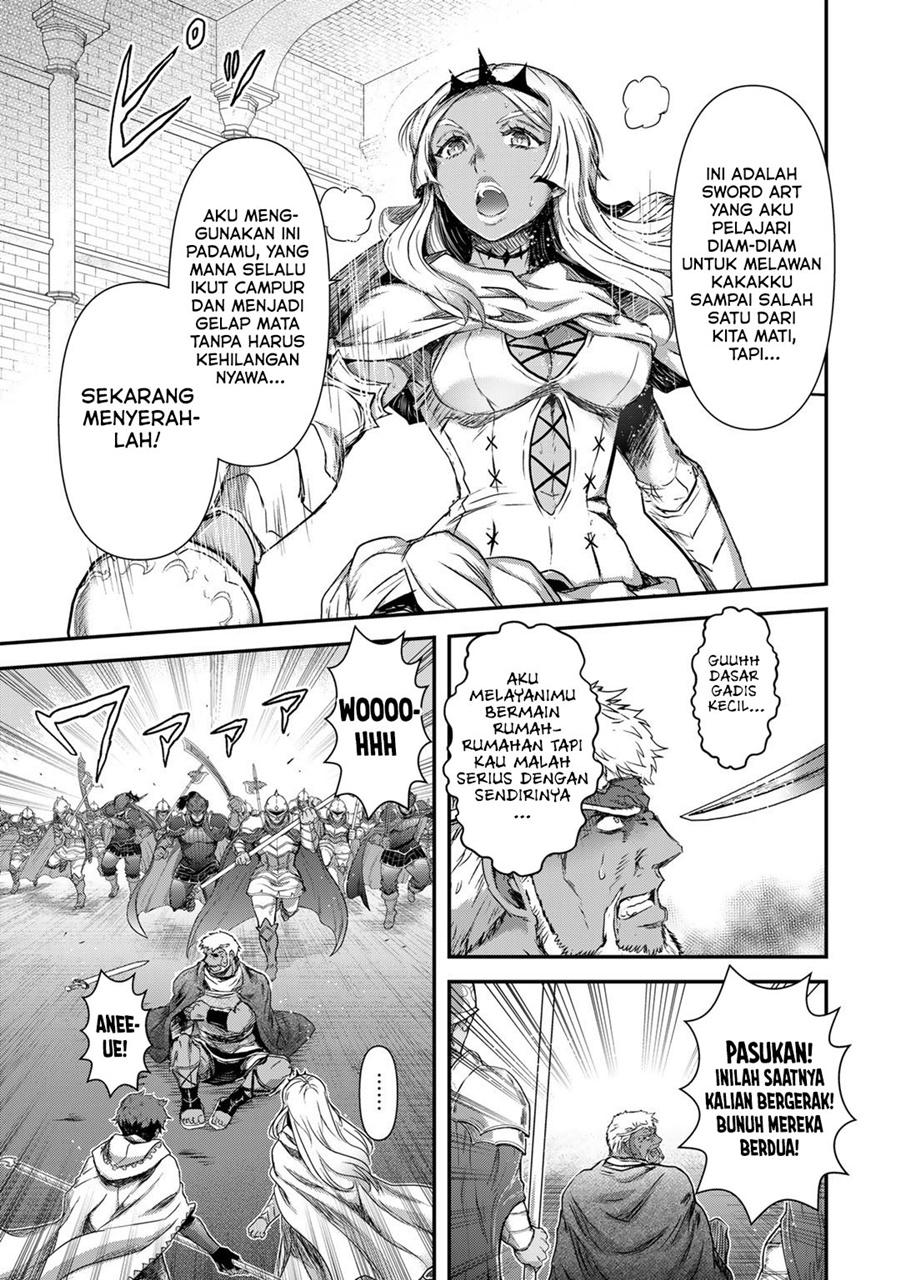 INI ADALAH
SWORD ART
YANG AKU
PELAJARI
DIAM-DIAM
UNTUK MELAWAN
KAKAKKU
SAMPAI SALAH
SATU DARI
KITA MATI,
TAPI...
ピッ
AKU MENG-
GUNAKAN INI
PADAMU, YANG
MANA SELALU
IKUT CAMPUR
DAN MENJADI
GELAP MATA
TANPA HARUS
KEHILANGAN
NYAWA...
SEKARANG
MENYERAH-
LAH!
GUUHH
DASAR
GADIS
KECIL...
AKU
MELAYANIMU
BERMAIN
RUMAH-
RUMAHAN TAPI
KAU MALAH
SERIUS DENGAN
SENDIRINYA
...
PASUKAN!
INILAH SAATNYA
KALIAN BERGERAK!
BUNUH MEREKA
BERDUA!
WOOOO-
HHH
ワァァァ
ANEE-
UE!
......